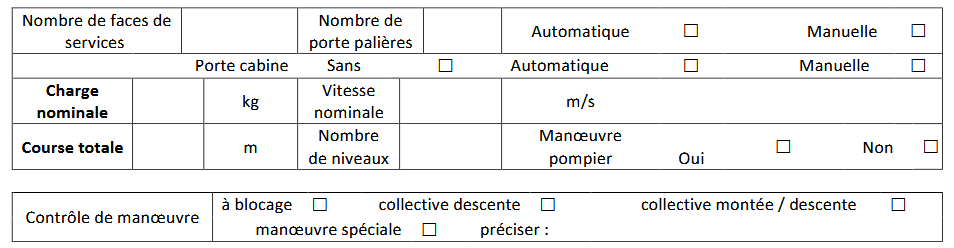 Nombre de faces de services Nombre de porte palières Automatique ☐ Manuelle ☐
Porte cabine Sans ☐ Automatique ☐ Manuelle ☐
Charge nominale kg Vitesse nominale m/s
Course totale m Nombre de niveaux Manœuvre pompier Oui ☐ Non ☐
Contrôle de manœuvre à blocage ☐ collective descente ☐ collective montée / descente ☐
manœuvre spéciale ☐ préciser :